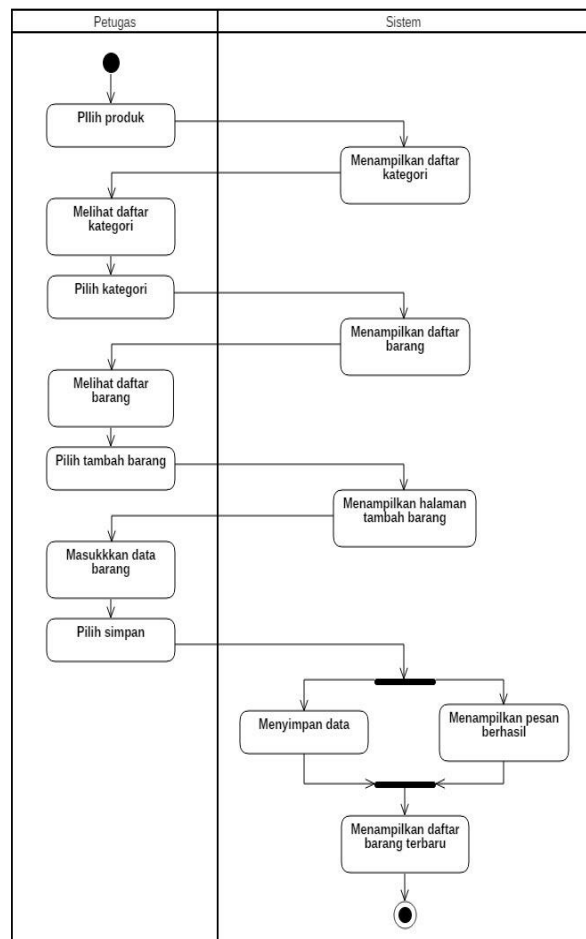 Petugas
Sistem
PIlih produk
Menampilkan daftar
kategori
Melihat daftar
kategori
Pilih kategori
Menampilkan daftar
barang
Melihat daftar
barang
Pilih tambah barang
Menampilkan halaman
tambah barang
Masukkkan data
barang
Pilih simpan
Menyimpan data
Menampilkan pesan
berhasil
Menampilkan daftar
barang terbaru